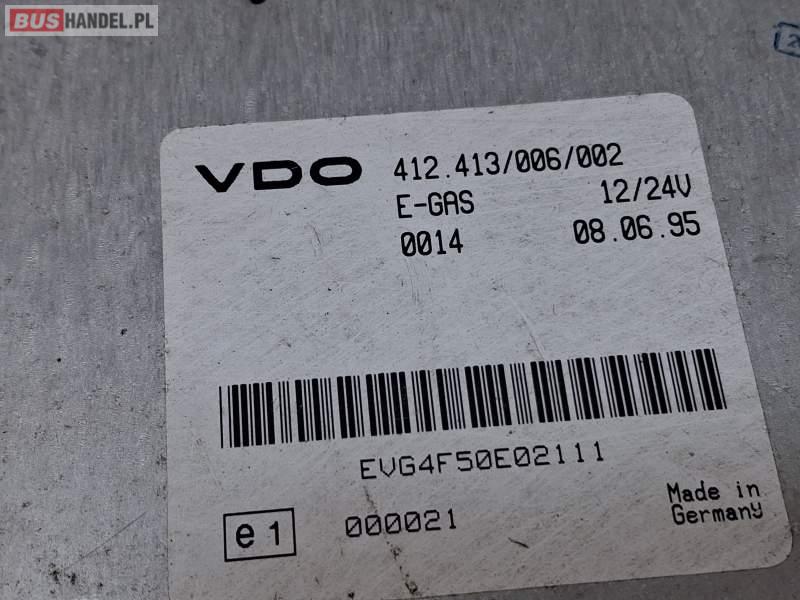 BUSHANDEL.PL
VDO 412.413/006/002
E-GAS 12/24V
0014 08.06.95
EVG4F50E02111
e1 000021
Made in
Germany